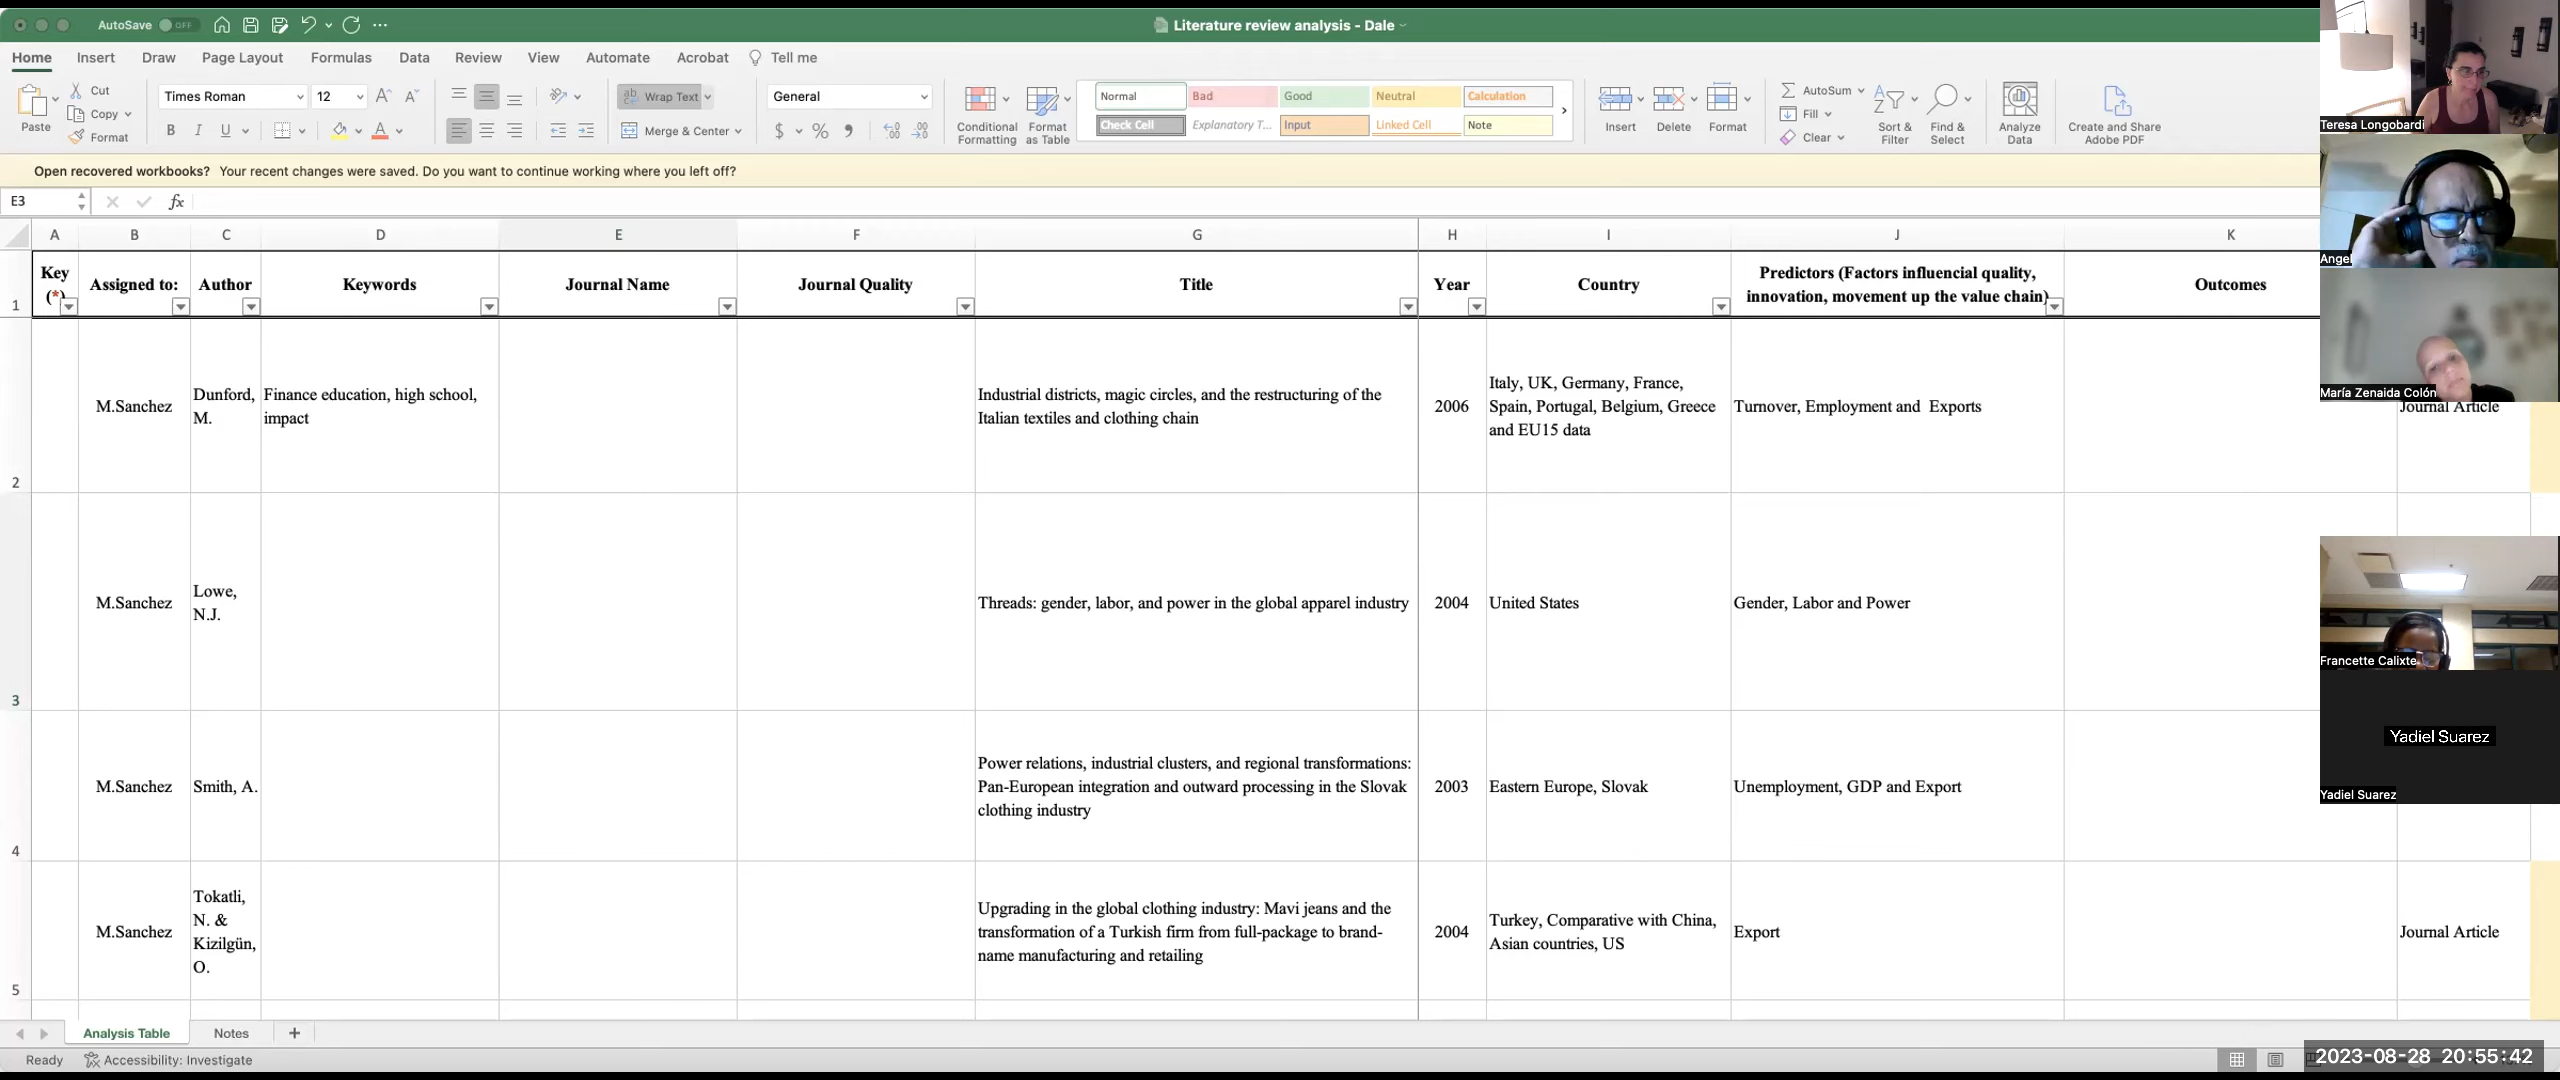 AutoSave OFF
Literature review analysis - Dale
Home Insert Draw Page Layout Formulas Data Review View Automate Acrobat Tell me
Paste
Cut
Copy
Format
Times Roman 12
B I U
Wrap Text
Merge & Center
General
$ % 9
Conditional Formatting
Format as Table
Normal Bad Good Neutral Calculation
Check Cell Explanatory T... Input Linked Cell Note
Insert Delete Format
AutoSum
Fill
Clear
Sort & Filter
Find & Select
Analyze Data
Create and Share Adobe PDF
Open recovered workbooks? Your recent changes were saved. Do you want to continue working where you left off?
E3 fx
A B C D E F G H I J K
1
Key (*)
Assigned to:
Author
Keywords
Journal Name
Journal Quality
Title
Year
Country
Predictors (Factors influencial quality,
innovation, movement up the value chain)
Outcomes
2
M.Sanchez
Dunford,
M.
Finance education, high school,
impact
Industrial districts, magic circles, and the restructuring of the
Italian textiles and clothing chain
2006
Italy, UK, Germany, France,
Spain, Portugal, Belgium, Greece
and EU15 data
Turnover, Employment and  Exports
Journal Article
3
M.Sanchez
Lowe,
N.J.
Threads: gender, labor, and power in the global apparel industry
2004
United States
Gender, Labor and Power
4
M.Sanchez
Smith, A.
Power relations, industrial clusters, and regional transformations:
Pan-European integration and outward processing in the Slovak
clothing industry
2003
Eastern Europe, Slovak
Unemployment, GDP and Export
5
M.Sanchez
Tokatli,
N. &
Kizilgün,
O.
Upgrading in the global clothing industry: Mavi jeans and the
transformation of a Turkish firm from full-package to brand-
name manufacturing and retailing
2004
Turkey, Comparative with China,
Asian countries, US
Export
Journal Article
Analysis Table Notes +
Ready Accessibility: Investigate
Teresa Longobardi
Angel
María Zenaida Colón
Francette Calixte
Yadiel Suarez
Yadiel Suarez
2023-08-28 20:55:42